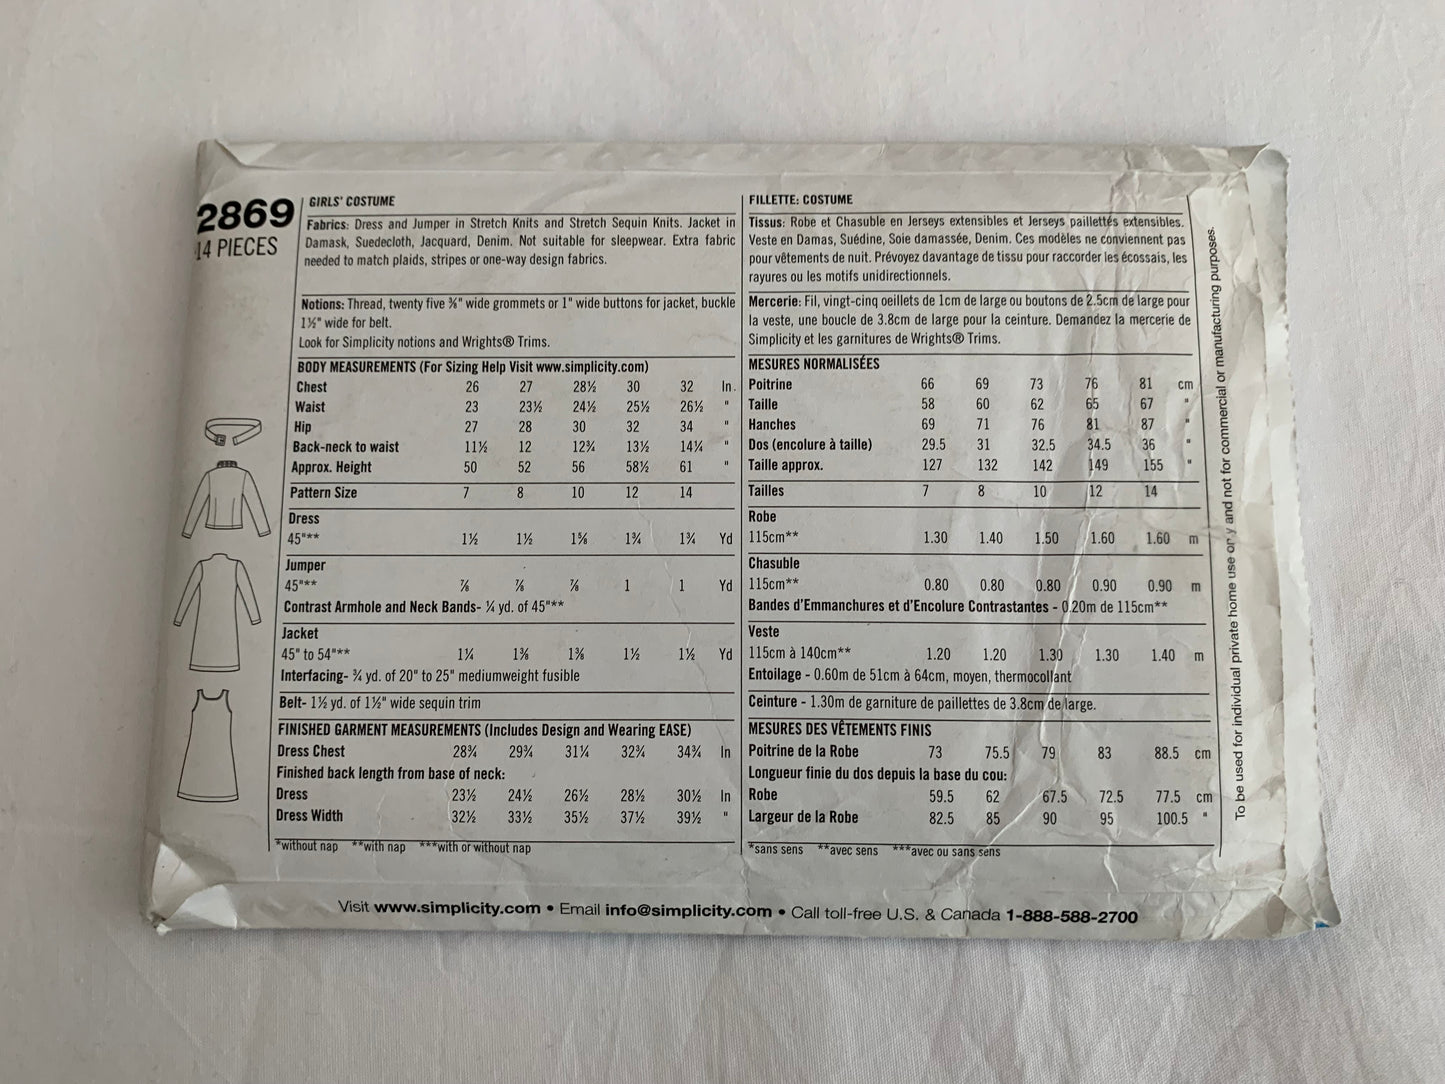 2869
14 PIECES
GIRLS' COSTUME
Fabrics: Dress and Jumper in Stretch Knits and Stretch Sequin Knits. Jacket in
Damask, Suedecloth, Jacquard, Denim. Not suitable for sleepwear. Extra fabric
needed to match plaids, stripes or one-way design fabrics.
Notions: Thread, twenty five ⅜" wide grommets or 1" wide buttons for jacket, buckle
1½" wide for belt.
Look for Simplicity notions and Wrights® Trims.
BODY MEASUREMENTS (For Sizing Help Visit www.simplicity.com)
Chest 26 27 28½ 30 32 In.
Waist 23 23½ 24½ 25½ 26½ "
Hip 27 28 30 32 34 "
Back-neck to waist 11½ 12 12¾ 13½ 14¼ "
Approx. Height 50 52 56 58½ 61 "
Pattern Size 7 8 10 12 14
Dress
45"** 1½ 1½ 1⅝ 1¾ 1¾ Yd
Jumper
45"** ⅞ ⅞ ⅞ 1 1 Yd
Contrast Armhole and Neck Bands- ¼ yd. of 45"**
Jacket
45" to 54"** 1¼ 1⅜ 1⅜ 1½ 1½ Yd
Interfacing- ¾ yd. of 20" to 25" mediumweight fusible
Belt- 1½ yd. of 1½" wide sequin trim
FINISHED GARMENT MEASUREMENTS (Includes Design and Wearing EASE)
Dress Chest 28¾ 29¾ 31¼ 32¾ 34¾ In
Finished back length from base of neck:
Dress 23½ 24½ 26½ 28½ 30½ In
Dress Width 32½ 33½ 35½ 37½ 39½ "
*without nap **with nap ***with or without nap
FILLETTE: COSTUME
Tissus: Robe et Chasuble en Jerseys extensibles et Jerseys paillettés extensibles.
Veste en Damas, Suédine, Soie damassée, Denim. Ces modèles ne conviennent pas
pour vêtements de nuit. Prévoyez davantage de tissu pour raccorder les écossais, les
rayures ou les motifs unidirectionnels.
Mercerie: Fil, vingt-cinq oeillets de 1cm de large ou boutons de 2.5cm de large pour
la veste, une boucle de 3.8cm de large pour la ceinture. Demandez la mercerie de
Simplicity et les garnitures de Wrights® Trims.
MESURES NORMALISÉES
Poitrine 66 69 73 76 81 cm
Taille 58 60 62 65 67 "
Hanches 69 71 76 81 87 "
Dos (encolure à taille) 29.5 31 32.5 34.5 36 "
Taille approx. 127 132 142 149 155 "
Tailles 7 8 10 12 14
Robe
115cm** 1.30 1.40 1.50 1.60 1.60 m
Chasuble
115cm** 0.80 0.80 0.80 0.90 0.90 m
Bandes d'Emmanchures et d'Encolure Contrastantes - 0.20m de 115cm**
Veste
115cm à 140cm** 1.20 1.20 1.30 1.30 1.40 m
Entoilage - 0.60m de 51cm à 64cm, moyen, thermocollant
Ceinture - 1.30m de garniture de paillettes de 3.8cm de large.
MESURES DES VÊTEMENTS FINIS
Poitrine de la Robe 73 75.5 79 83 88.5 cm
Longueur finie du dos depuis la base du cou:
Robe 59.5 62 67.5 72.5 77.5 cm
Largeur de la Robe 82.5 85 90 95 100.5 "
*sans sens **avec sens ***avec ou sans sens
To be used for individual private home use only and not for commercial or manufacturing purposes.
Visit www.simplicity.com • Email info@simplicity.com • Call toll-free U.S. & Canada 1-888-588-2700